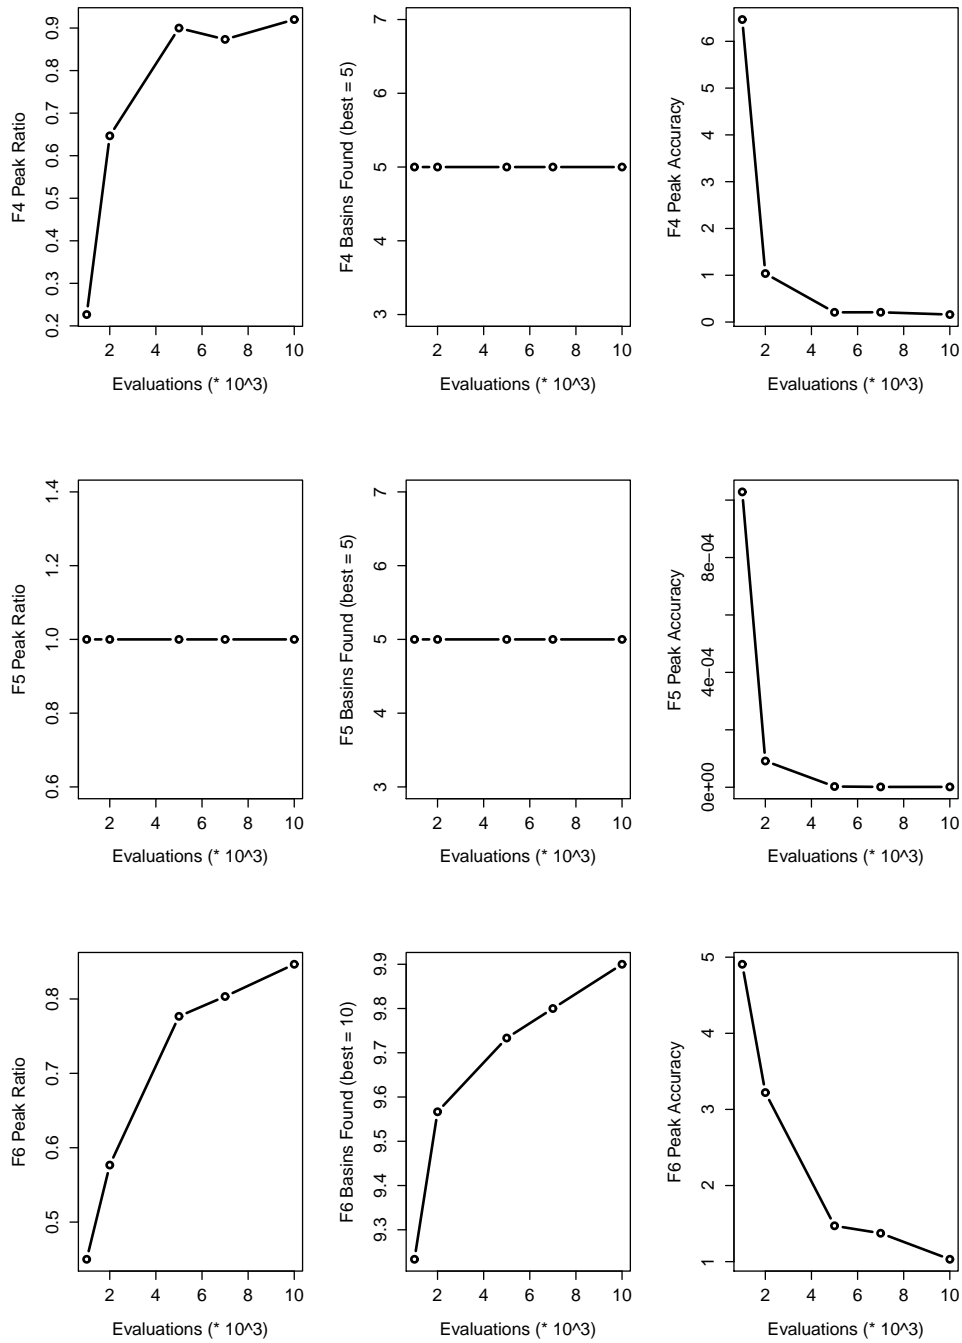 F4 Peak Ratio
0.2 0.3 0.4 0.5 0.6 0.7 0.8 0.9
2 4 6 8 10
Evaluations (* 10^3)
F4 Basins Found (best = 5)
3 4 5 6 7
2 4 6 8 10
Evaluations (* 10^3)
F4 Peak Accuracy
0 1 2 3 4 5 6
2 4 6 8 10
Evaluations (* 10^3)
F5 Peak Ratio
0.6 0.8 1.0 1.2 1.4
2 4 6 8 10
Evaluations (* 10^3)
F5 Basins Found (best = 5)
3 4 5 6 7
2 4 6 8 10
Evaluations (* 10^3)
F5 Peak Accuracy
0e+00 4e−04 8e−04
2 4 6 8 10
Evaluations (* 10^3)
F6 Peak Ratio
0.5 0.6 0.7 0.8
2 4 6 8 10
Evaluations (* 10^3)
F6 Basins Found (best = 10)
9.3 9.4 9.5 9.6 9.7 9.8 9.9
2 4 6 8 10
Evaluations (* 10^3)
F6 Peak Accuracy
1 2 3 4 5
2 4 6 8 10
Evaluations (* 10^3)